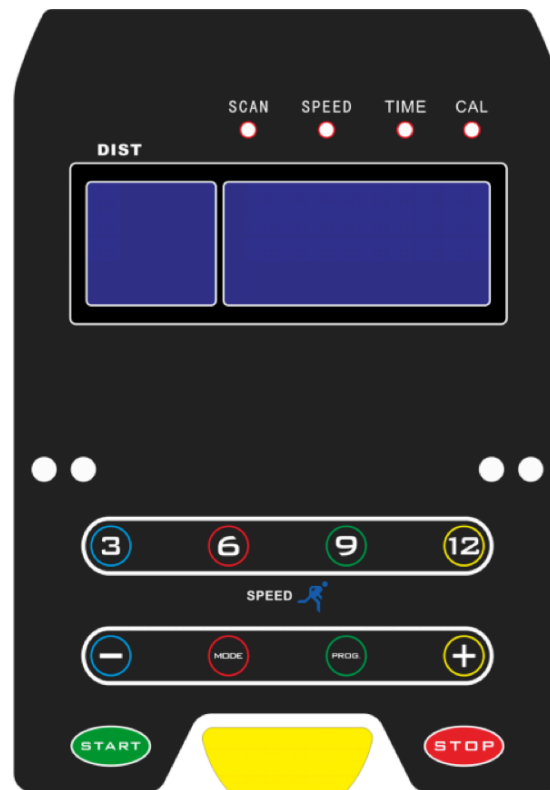 SCAN SPEED TIME CAL
DIST
3 6 9 12
SPEED
− MODE PROG. +
START STOP